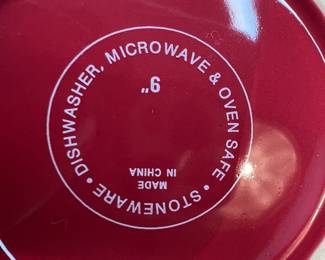 DISHWASHER, MICROWAVE & OVEN SAFE • STONEWARE •
9"
MADE
IN CHINA